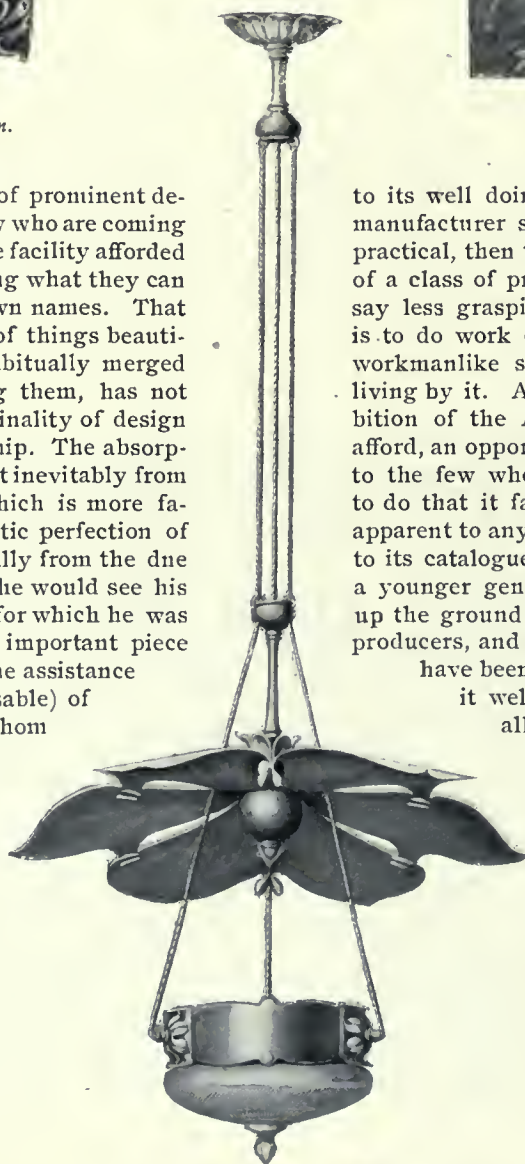 n.
of prominent de-
y who are coming
e facility afforded
ng what they can
wn names. That
of things beauti-
abitually merged
g them, has not
inality of design
hip. The absorp-
t inevitably from
hich is more fa-
tic perfection of
lly from the dne
he would see his
for which he was
important piece
he assistance
sable) of
hom
to its well doin
manufacturer s
practical, then t
of a class of pr
say less graspi
is to do work
workmanlike s
living by it. A
bition of the A
afford, an oppor
to the few who
to do that it fa
apparent to any
to its catalogue
a younger gen
up the ground
producers, and
have been
it wel
all